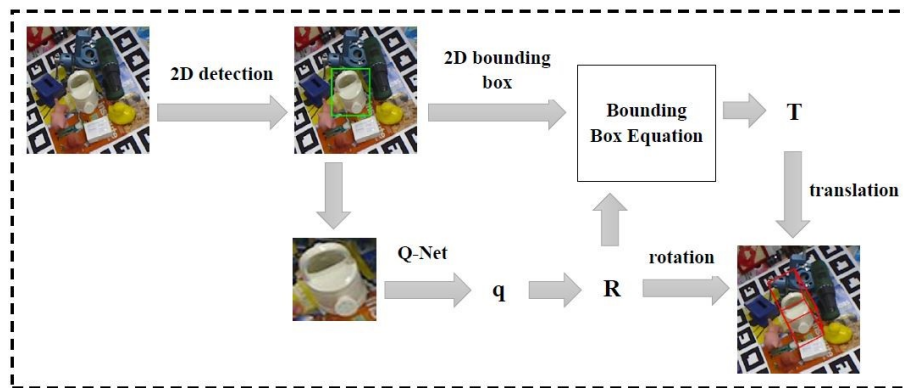 2D detection
2D bounding
box
Bounding
Box Equation
T
translation
Q-Net
q
R
rotation